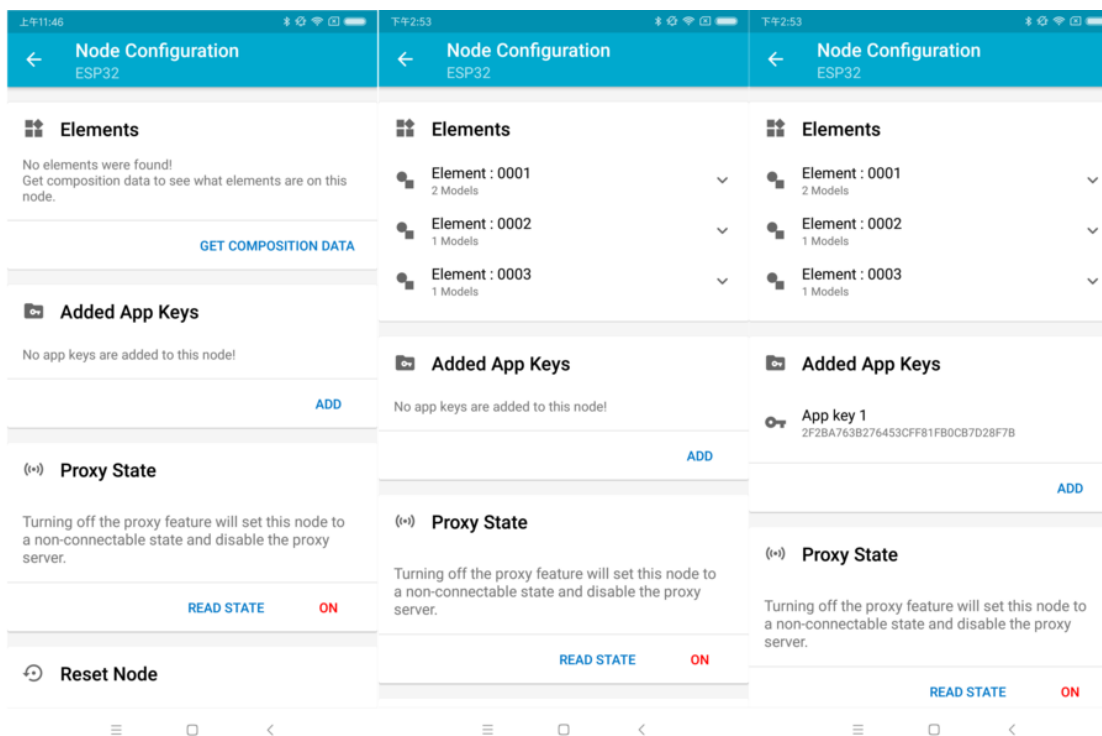 上午11:46
Node Configuration
ESP32
Elements
No elements were found!
Get composition data to see what elements are on this
node.
GET COMPOSITION DATA
Added App Keys
No app keys are added to this node!
ADD
Proxy State
Turning off the proxy feature will set this node to
a non-connectable state and disable the proxy
server.
READ STATE
ON
Reset Node
下午2:53
Node Configuration
ESP32
Elements
Element : 0001
2 Models
Element : 0002
1 Models
Element : 0003
1 Models
Added App Keys
No app keys are added to this node!
ADD
Proxy State
Turning off the proxy feature will set this node to
a non-connectable state and disable the proxy
server.
READ STATE
ON
下午2:53
Node Configuration
ESP32
Elements
Element : 0001
2 Models
Element : 0002
1 Models
Element : 0003
1 Models
Added App Keys
App key 1
2F2BA763B276453CFF81FB0CB7D28F7B
ADD
Proxy State
Turning off the proxy feature will set this node to
a non-connectable state and disable the proxy
server.
READ STATE
ON